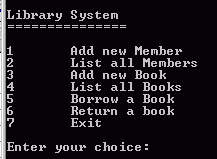 Library System
===============
1 Add new Member
2 List all Members
3 Add new Book
4 List all Books
5 Borrow a Book
6 Return a book
7 Exit
Enter your choice: